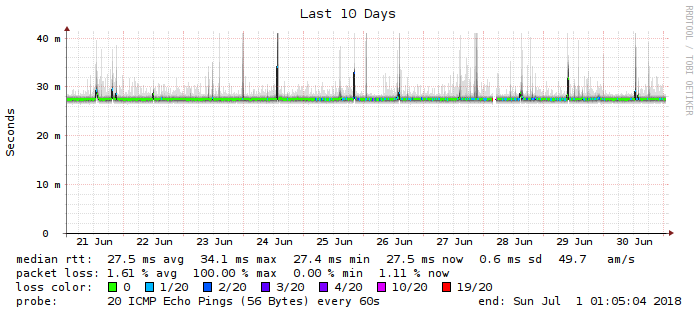 Last 10 Days
RRDTOOL / TOBI OETIKER
Seconds
40 m
30 m
20 m
10 m
0
21 Jun 22 Jun 23 Jun 24 Jun 25 Jun 26 Jun 27 Jun 28 Jun 29 Jun 30 Jun
median rtt: 27.5 ms avg 34.1 ms max 27.4 ms min 27.5 ms now 0.6 ms sd 49.7 am/s
packet loss: 1.61 % avg 100.00 % max 0.00 % min 1.11 % now
loss color: 0 1/20 2/20 3/20 4/20 10/20 19/20
probe: 20 ICMP Echo Pings (56 Bytes) every 60s end: Sun Jul 1 01:05:04 2018